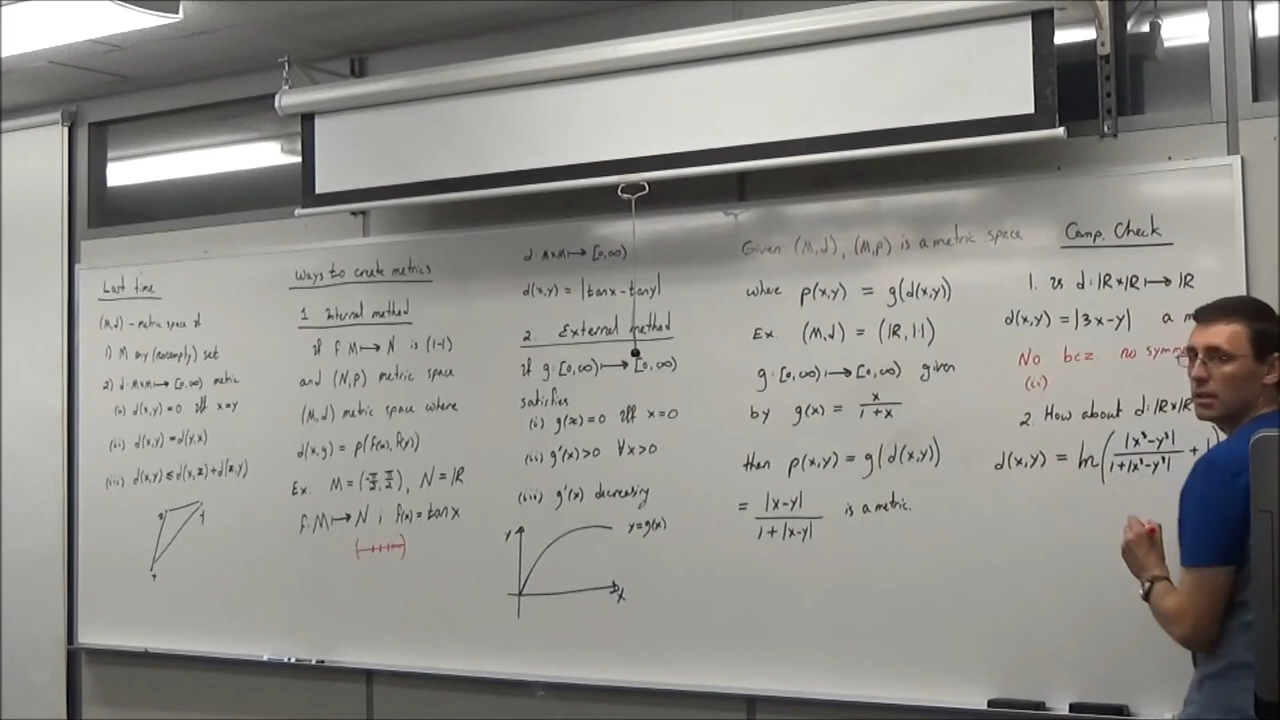 Last time
(M,d) - metric space if
1) M any (nonempty) set
2) d: M×M ↦ [0,∞) metric
(i) d(x,y) = 0 iff x=y
(ii) d(x,y) = d(y,x)
(iii) d(x,y) ≤ d(x,z) + d(z,y)
z y
x
Ways to create metrics
1 Internal method
if f: M ↦ N is (1-1)
and (N,ρ) metric space
(M,d) metric space where
d(x,y) = ρ(f(x), f(y))
Ex. M = (-π/2, π/2), N = ℝ
f: M ↦ N ; f(x) = tan x
d: M×M ↦ [0,∞)
d(x,y) = |tan x - tan y|
2. External method
if g: [0,∞) ↦ [0,∞)
satisfies
(i) g(x) = 0 iff x = 0
(ii) g'(x) > 0 ∀x > 0
(iii) g'(x) decreasing
y
y = g(x)
x
Given (M,d), (M,ρ) is a metric space
where ρ(x,y) = g(d(x,y))
Ex. (M,d) = (ℝ, |·|)
g: [0,∞) ↦ [0,∞) given
by g(x) = x/(1+x)
then ρ(x,y) = g(d(x,y))
= |x-y|/(1+|x-y|) is a metric.
Comp. Check
1. Is d: ℝ×ℝ ↦ ℝ
d(x,y) = |3x-y| a
No bcz. no
(ii)
2. How about d: ℝ×ℝ
d(x,y) = ln(|x³-y³|/(1+|x³-y³|) + 1